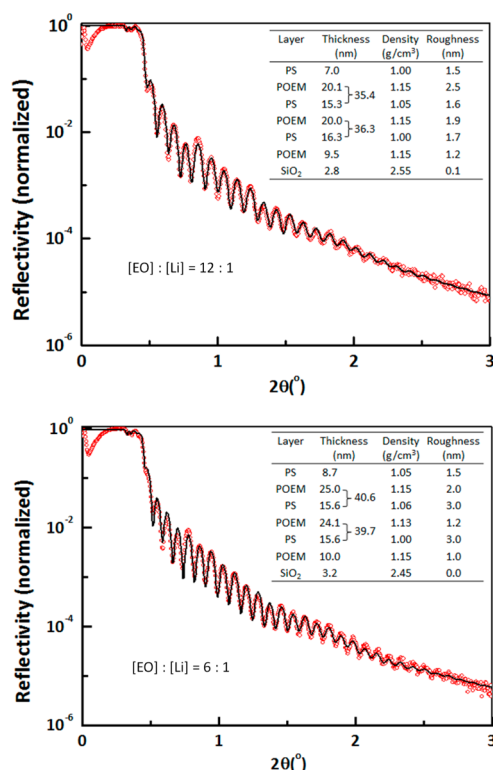 Reflectivity (normalized)
10⁰
10⁻²
10⁻⁴
10⁻⁶
Layer Thickness (nm) Density (g/cm³) Roughness (nm)
PS 7.0 1.00 1.5
POEM 20.1 1.15 2.5
35.4
PS 15.3 1.05 1.6
POEM 20.0 1.15 1.9
36.3
PS 16.3 1.00 1.7
POEM 9.5 1.15 1.2
SiO₂ 2.8 2.55 0.1
[EO] : [Li] = 12 : 1
0 1 2 3
2θ(°)
Reflectivity (normalized)
10⁰
10⁻²
10⁻⁴
10⁻⁶
Layer Thickness (nm) Density (g/cm³) Roughness (nm)
PS 8.7 1.05 1.5
POEM 25.0 1.15 2.0
40.6
PS 15.6 1.06 3.0
POEM 24.1 1.13 1.2
39.7
PS 15.6 1.00 3.0
POEM 10.0 1.15 1.0
SiO₂ 3.2 2.45 0.0
[EO] : [Li] = 6 : 1
0 1 2 3
2θ(°)